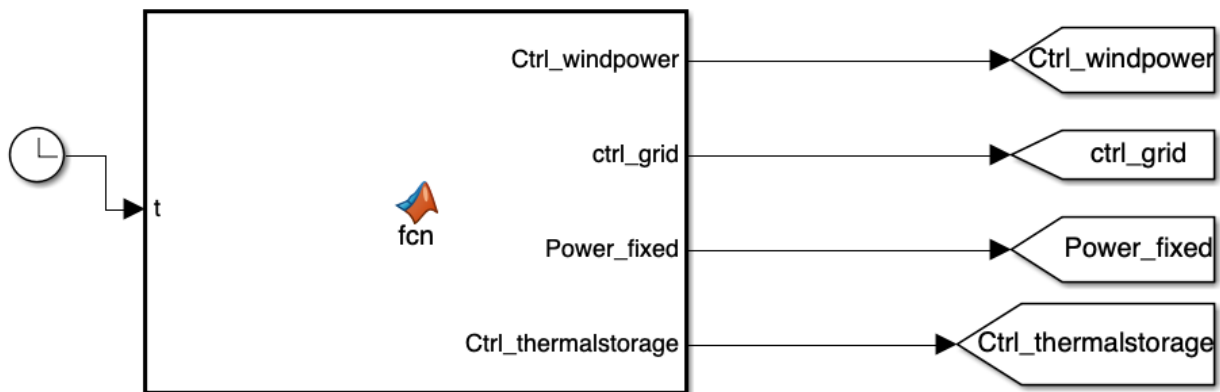 Ctrl_windpower
Ctrl_windpower
ctrl_grid
ctrl_grid
t
fcn
Power_fixed
Power_fixed
Ctrl_thermalstorage
Ctrl_thermalstorage